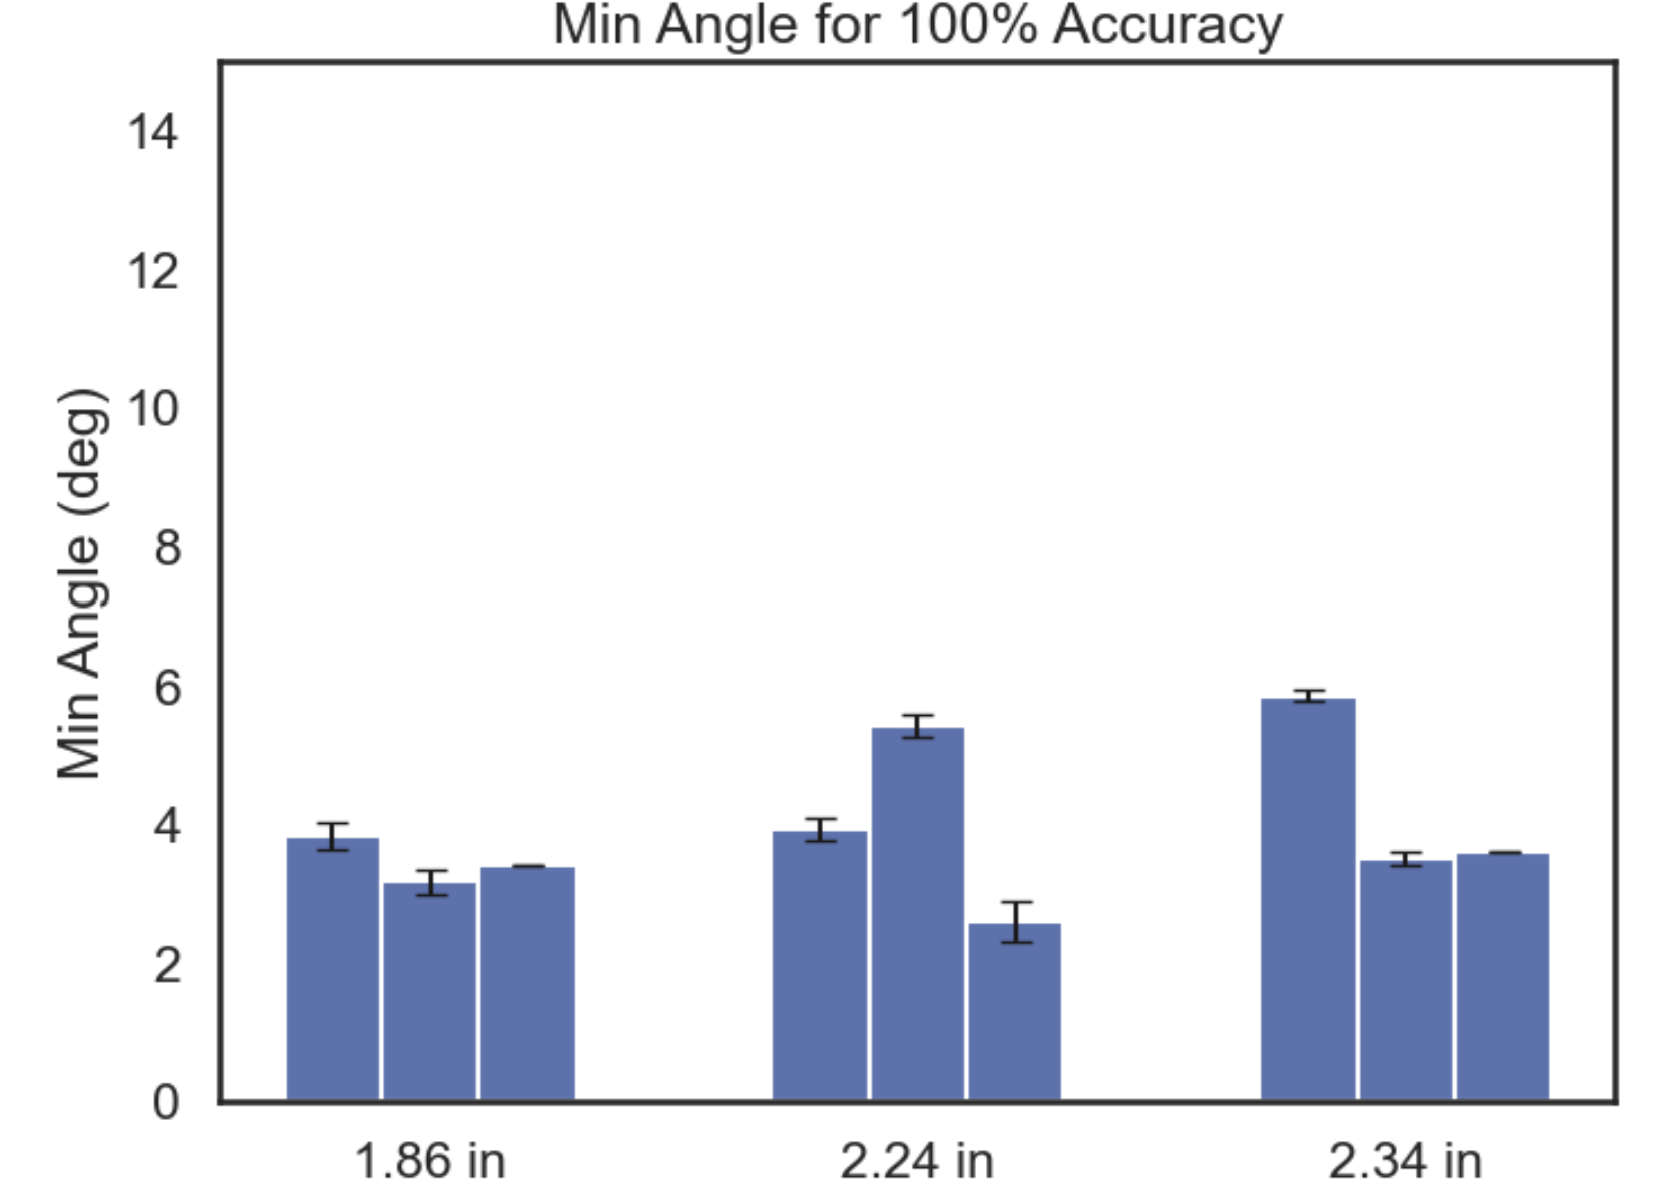 Min Angle for 100% Accuracy
Min Angle (deg)
14
12
10
8
6
4
2
0
1.86 in
2.24 in
2.34 in